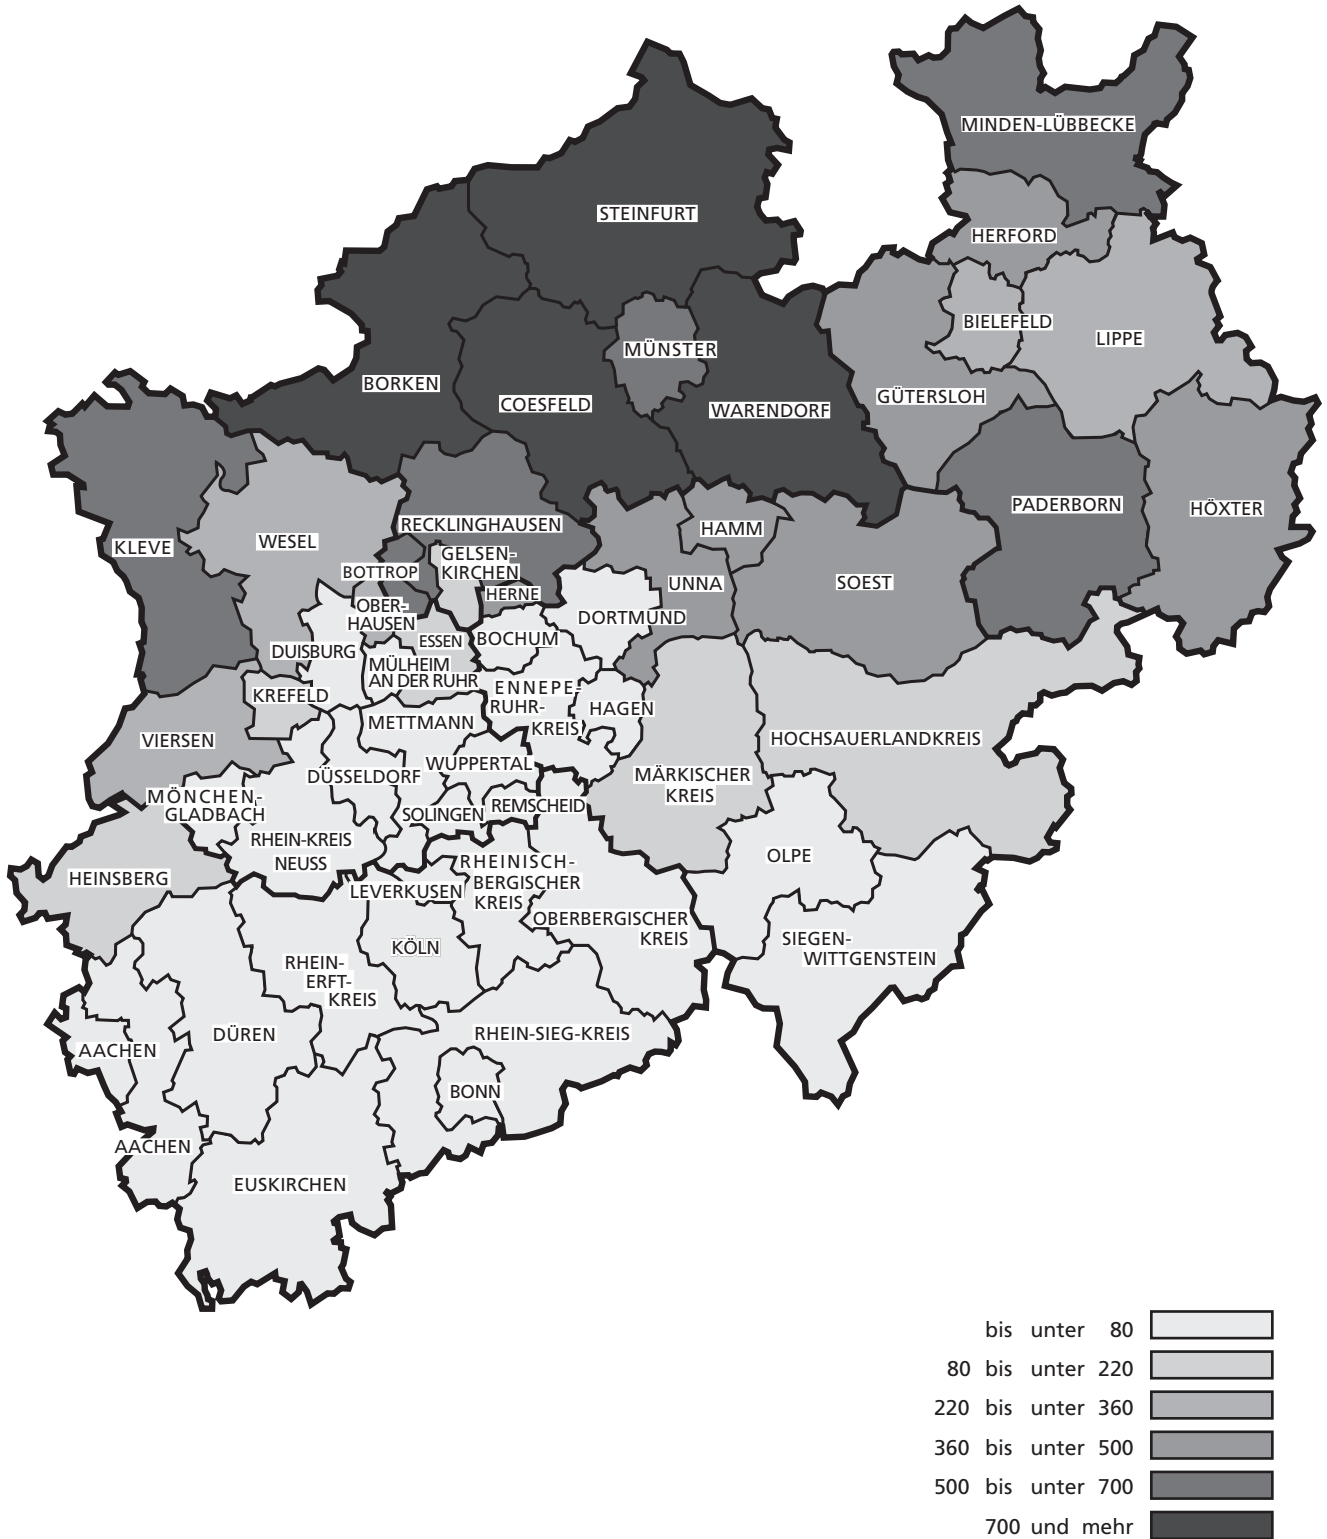 MINDEN-LÜBBECKE
STEINFURT
HERFORD
BIELEFELD
LIPPE
MÜNSTER
BORKEN
COESFELD
WARENDORF
GÜTERSLOH
PADERBORN
HÖXTER
RECKLINGHAUSEN
HAMM
WESEL
KLEVE
GELSEN-
KIRCHEN
BOTTROP
UNNA
SOEST
HERNE
OBER-
HAUSEN
DORTMUND
ESSEN
BOCHUM
DUISBURG
MÜLHEIM
AN DER RUHR
KREFELD
ENNEPE-
RUHR-
KREIS
HAGEN
METTMANN
VIERSEN
HOCHSAUERLANDKREIS
WUPPERTAL
DÜSSELDORF
MÄRKISCHER
KREIS
MÖNCHEN-
GLADBACH
REMSCHEID
SOLINGEN
RHEIN-KREIS
NEUSS
OLPE
HEINSBERG
LEVERKUSEN
RHEINISCH-
BERGISCHER
KREIS
OBERBERGISCHER
KREIS
KÖLN
SIEGEN-
WITTGENSTEIN
RHEIN-
ERFT-
KREIS
DÜREN
RHEIN-SIEG-KREIS
AACHEN
BONN
AACHEN
EUSKIRCHEN
bis unter 80
80 bis unter 220
220 bis unter 360
360 bis unter 500
500 bis unter 700
700 und mehr